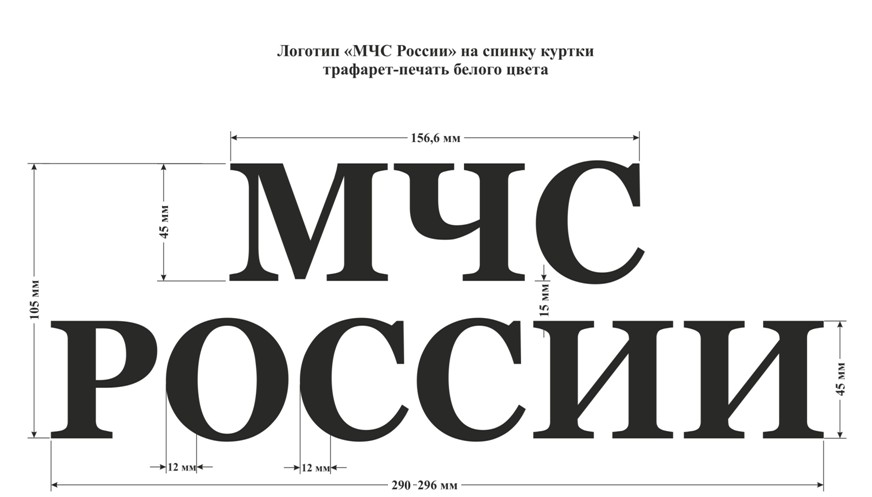 Логотип «МЧС России» на спинку куртки
трафарет-печать белого цвета
156,6 мм
МЧС
45 мм
105 мм
15 мм
РОССИИ
45 мм
12 мм
12 мм
290-296 мм